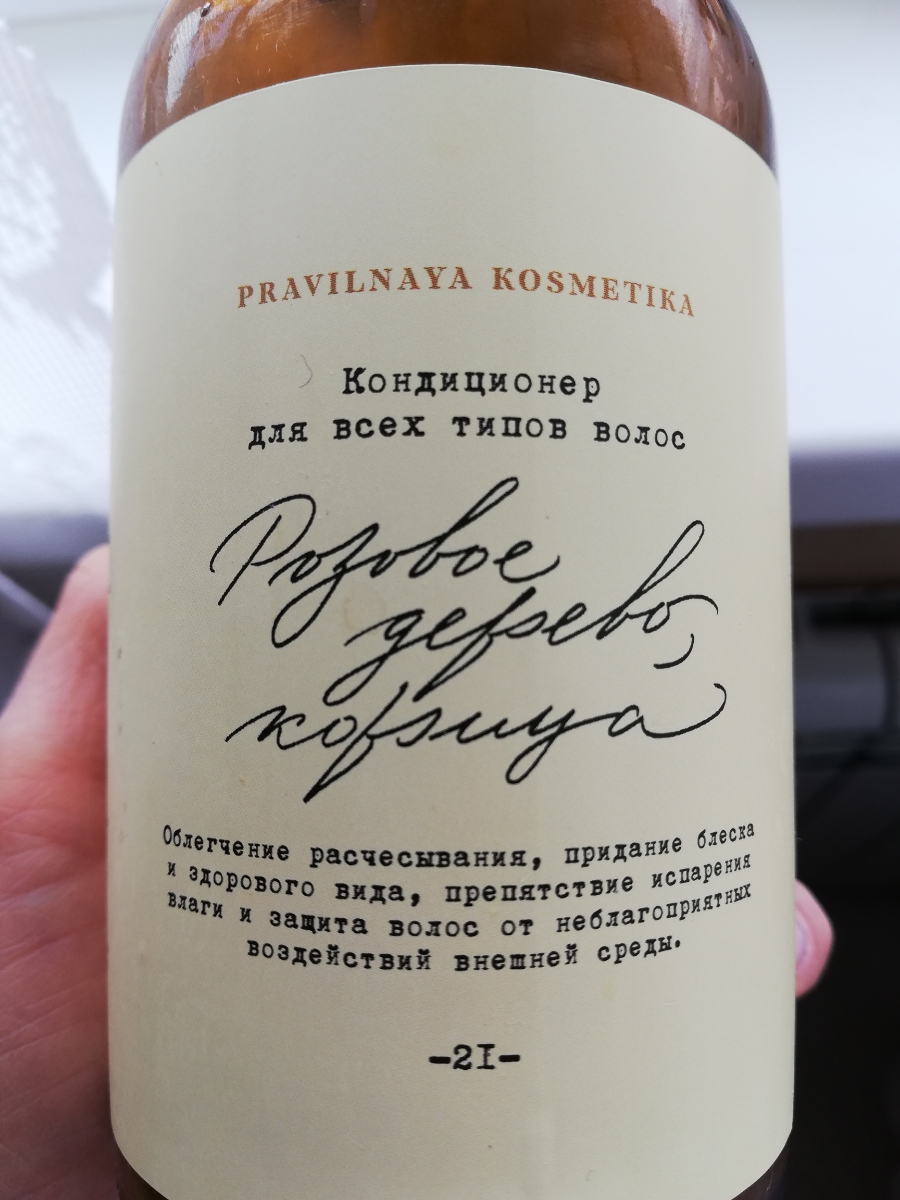 PRAVILNAYA KOSMETIKA
Кондиционер
для всех типов волос
Розовое
дерево,
корица
Облегчение расчесывания, придание блеска
и здорового вида, препятствие испарения
влаги и защита волос от неблагоприятных
воздействий внешней среды.
-21-